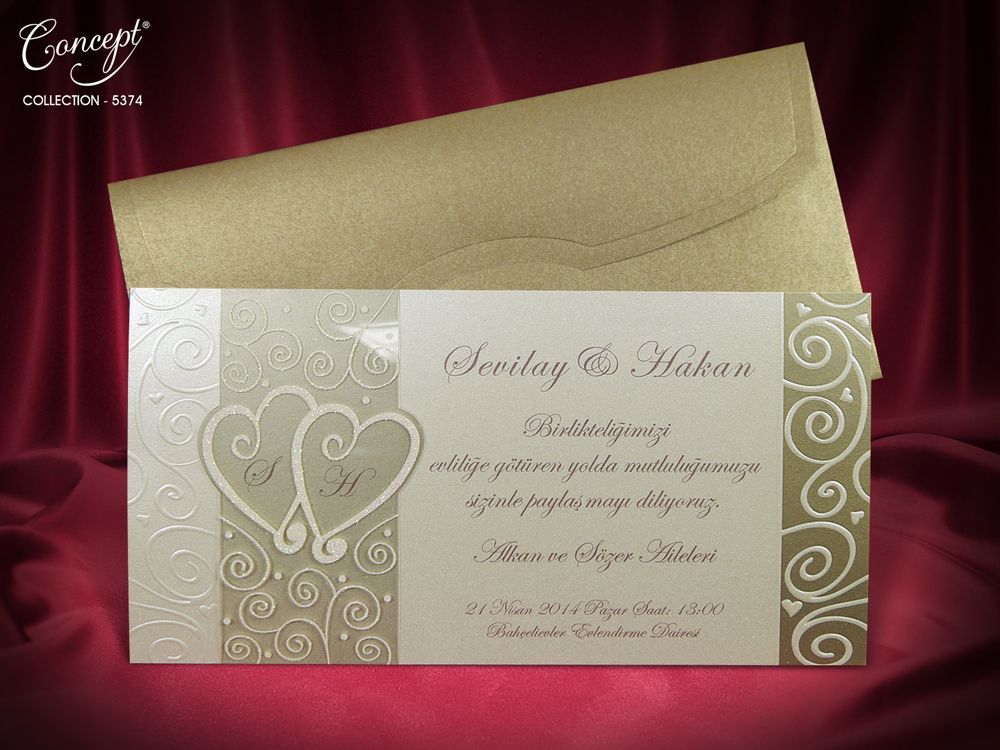 Concept®
COLLECTION - 5374
Sevilay & Hakan
Birlikteliğimizi
evliliğe götüren yolda mutluluğumuzu
sizinle paylaşmayı diliyoruz.
S H
Alkan ve Sözer Aileleri
21 Nisan 2014 Pazar Saat: 13:00
Bahçelievler Evlendirme Dairesi